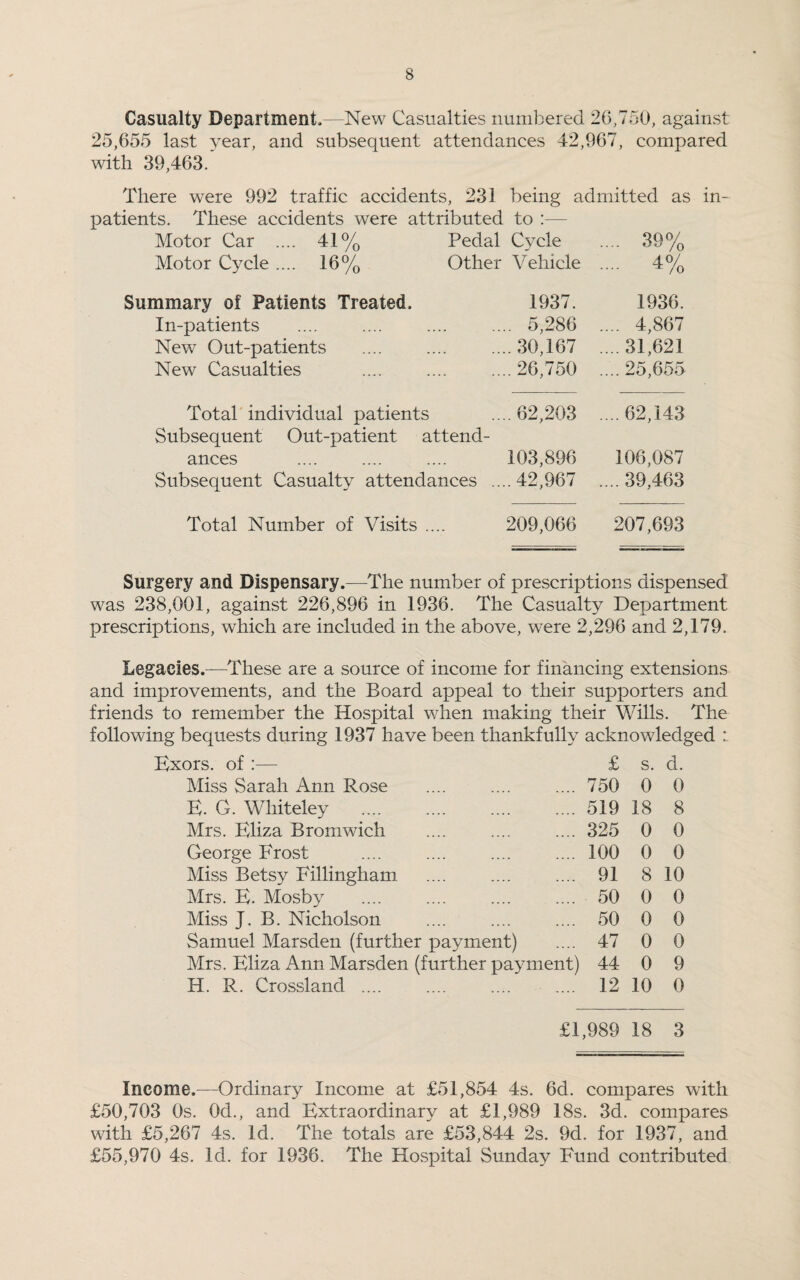 8
Casualty Department.—New Casualties numbered 26,750, against
25,655 last year, and subsequent attendances 42,967, compared
with 39,463.
There were 992 traffic accidents, 231 being admitted as in-
patients. These accidents were attributed to :—
Motor Car .... 41% Pedal Cycle .... 39%
Motor Cycle .... 16% Other Vehicle .... 4%
Summary of Patients Treated. 1937. 1936.
In-patients .... .... .... .... 5,286 .... 4,867
New Out-patients .... .... .... 30,167 .... 31,621
New Casualties .... .... .... 26,750 .... 25,655
Total individual patients .... 62,203 .... 62,143
Subsequent Out-patient attend-
ances .... .... .... 103,896 106,087
Subsequent Casualty attendances .... 42,967 .... 39,463
Total Number of Visits .... 209,066 207,693
Surgery and Dispensary.—The number of prescriptions dispensed
was 238,001, against 226,896 in 1936. The Casualty Department
prescriptions, which are included in the above, were 2,296 and 2,179.
Legacies.—These are a source of income for financing extensions
and improvements, and the Board appeal to their supporters and
friends to remember the Hospital when making their Wills. The
following bequests during 1937 have been thankfully acknowledged :
Exors. of :— £ s. d.
Miss Sarah Ann Rose .... .... .... 750 0 0
E. G. Whiteley .... .... .... .... 519 18 8
Mrs. Eliza Bromwich .... .... .... 325 0 0
George Frost .... .... .... .... 100 0 0
Miss Betsy Fillingham .... .... .... 91 8 10
Mrs. E. Mosby .... .... .... .... 50 0 0
Miss J. B. Nicholson .... .... .... 50 0 0
Samuel Marsden (further payment) .... 47 0 0
Mrs. Eliza Ann Marsden (further payment) 44 0 9
H. R. Crossland .... .... .... .... 12 10 0
£1,989 18 3
Income.—Ordinary Income at £51,854 4s. 6d. compares with
£50,703 0s. 0d., and Extraordinary at £1,989 18s. 3d. compares
with £5,267 4s. 1d. The totals are £53,844 2s. 9d. for 1937, and
£55,970 4s. 1d. for 1936. The Hospital Sunday Fund contributed